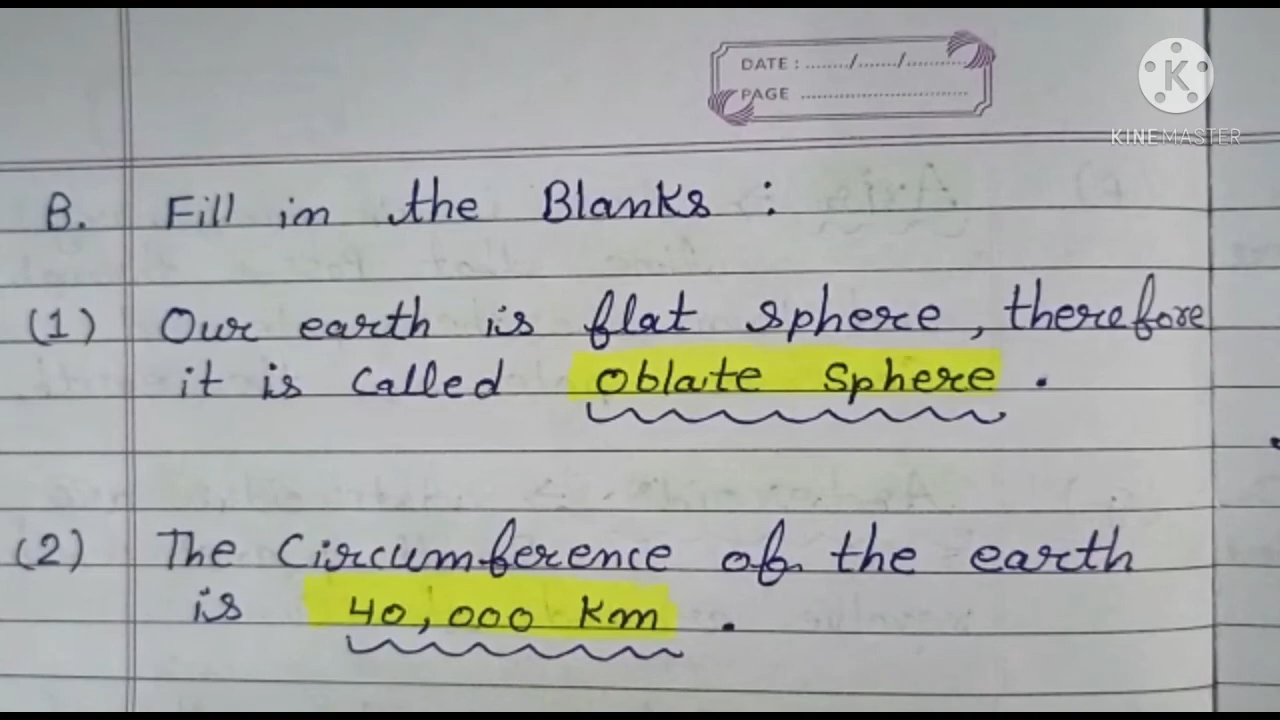 DATE : ......../......./..........
PAGE ..............................
K
KINEMASTER
B. Fill in the Blanks :
(1) Our earth is flat sphere, therefore
it is called Oblate Sphere .
(2) The Circumference of the earth
is 40,000 Km .